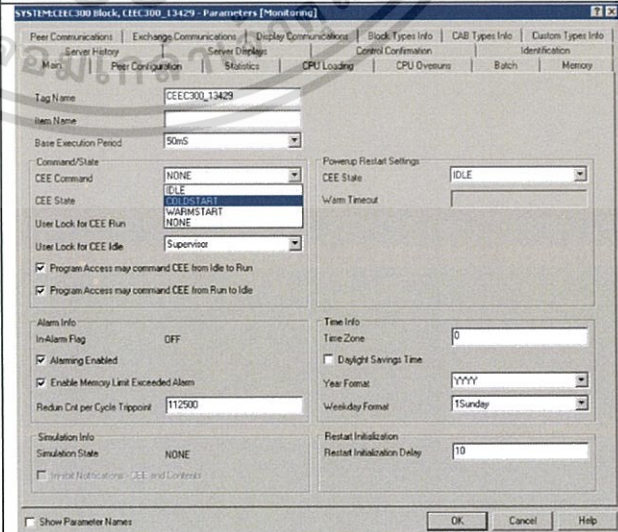 SYSTEM:CEEC300 Block, CEEC300_13429 - Parameters [Monitoring]
Peer Communications | Exchange Communications | Display Communications | Block Types Info | CAB Types Info | Custom Types Info
Server History | Server Displays | Control Confirmation | Identification
Main | Peer Configuration | Statistics | CPU Loading | CPU Overruns | Batch | Memory
Tag Name CEEC300_13429
Item Name
Base Execution Period 50mS
Command/State
CEE Command NONE
IDLE
CEE State COLDSTART
WARMSTART
User Lock for CEE Run NONE
User Lock for CEE Idle Supervisor
Program Access may command CEE from Idle to Run
Program Access may command CEE from Run to Idle
Powerup Restart Settings
CEE State IDLE
Warm Timeout
Alarm Info
In-Alarm Flag OFF
Alarming Enabled
Enable Memory Limit Exceeded Alarm
Redun Cnt per Cycle Trippoint 112500
Time Info
Time Zone 0
Daylight Savings Time
Year Format YYYY
Weekday Format 1Sunday
Simulation Info
Simulation State NONE
Inhibit Notifications - CEE and Contents
Restart Initialization
Restart Initialization Delay 10
Show Parameter Names
OK Cancel Help